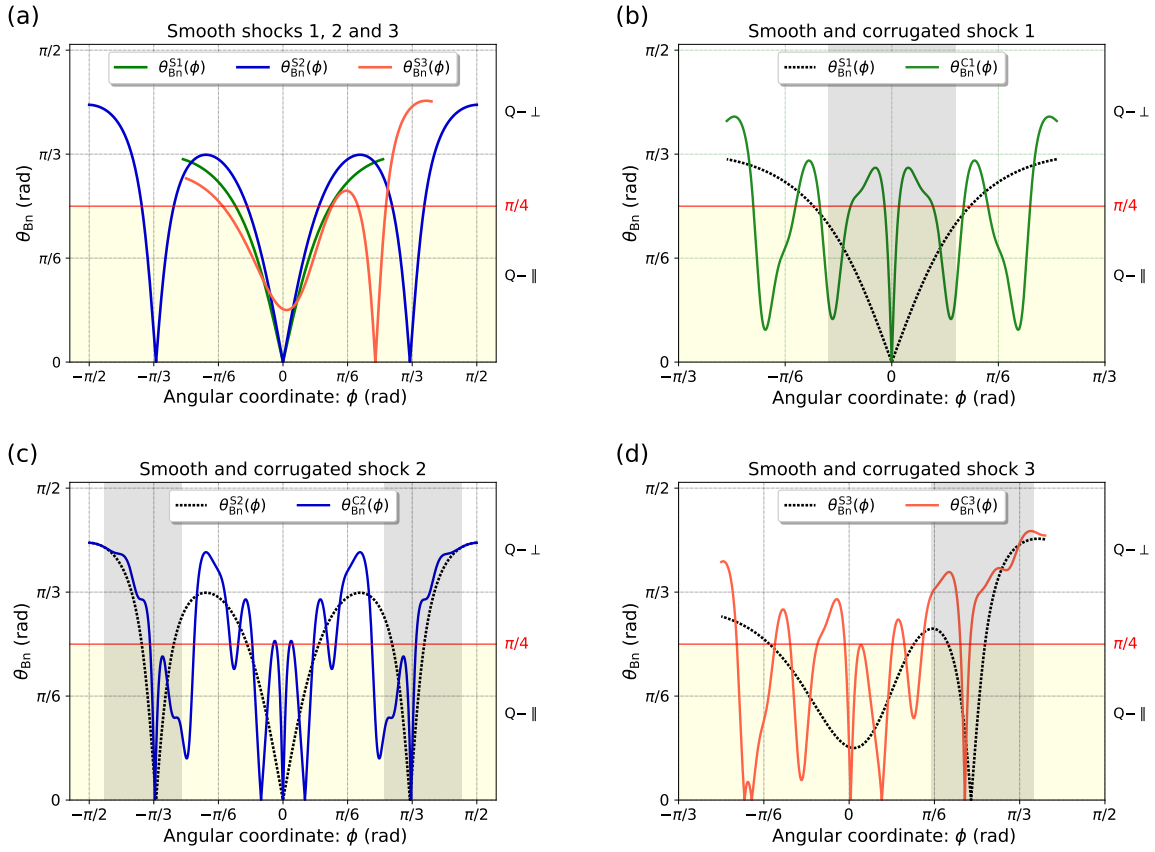 (a)
Smooth shocks 1, 2 and 3
θ_Bn^S1(ϕ) θ_Bn^S2(ϕ) θ_Bn^S3(ϕ)
π/2
π/3
π/6
0
θ_Bn (rad)
Q−⊥
π/4
Q−∥
−π/2 −π/3 −π/6 0 π/6 π/3 π/2
Angular coordinate: ϕ (rad)
(b)
Smooth and corrugated shock 1
θ_Bn^S1(ϕ) θ_Bn^C1(ϕ)
π/2
π/3
π/6
0
θ_Bn (rad)
Q−⊥
π/4
Q−∥
−π/3 −π/6 0 π/6 π/3
Angular coordinate: ϕ (rad)
(c)
Smooth and corrugated shock 2
θ_Bn^S2(ϕ) θ_Bn^C2(ϕ)
π/2
π/3
π/6
0
θ_Bn (rad)
Q−⊥
π/4
Q−∥
−π/2 −π/3 −π/6 0 π/6 π/3 π/2
Angular coordinate: ϕ (rad)
(d)
Smooth and corrugated shock 3
θ_Bn^S3(ϕ) θ_Bn^C3(ϕ)
π/2
π/3
π/6
0
θ_Bn (rad)
Q−⊥
π/4
Q−∥
−π/3 −π/6 0 π/6 π/3 π/2
Angular coordinate: ϕ (rad)